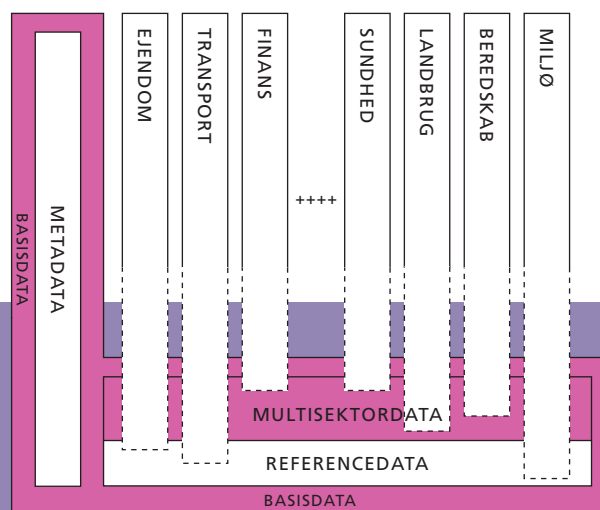 BASISDATA
METADATA
EJENDOM
TRANSPORT
FINANS
++++
SUNDHED
LANDBRUG
BEREDSKAB
MILJØ
MULTISEKTORDATA
REFERENCEDATA
BASISDATA